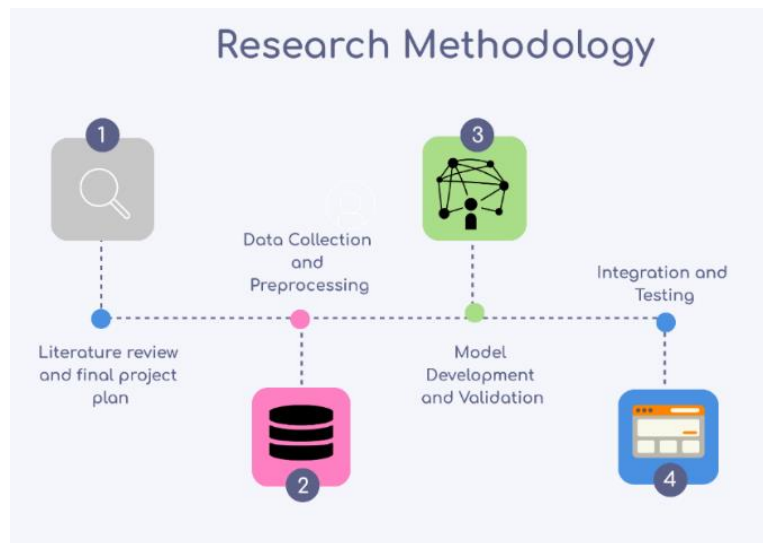 Research Methodology
1
Literature review
and final project
plan
Data Collection
and
Preprocessing
2
3
Model
Development
and Validation
Integration and
Testing
4